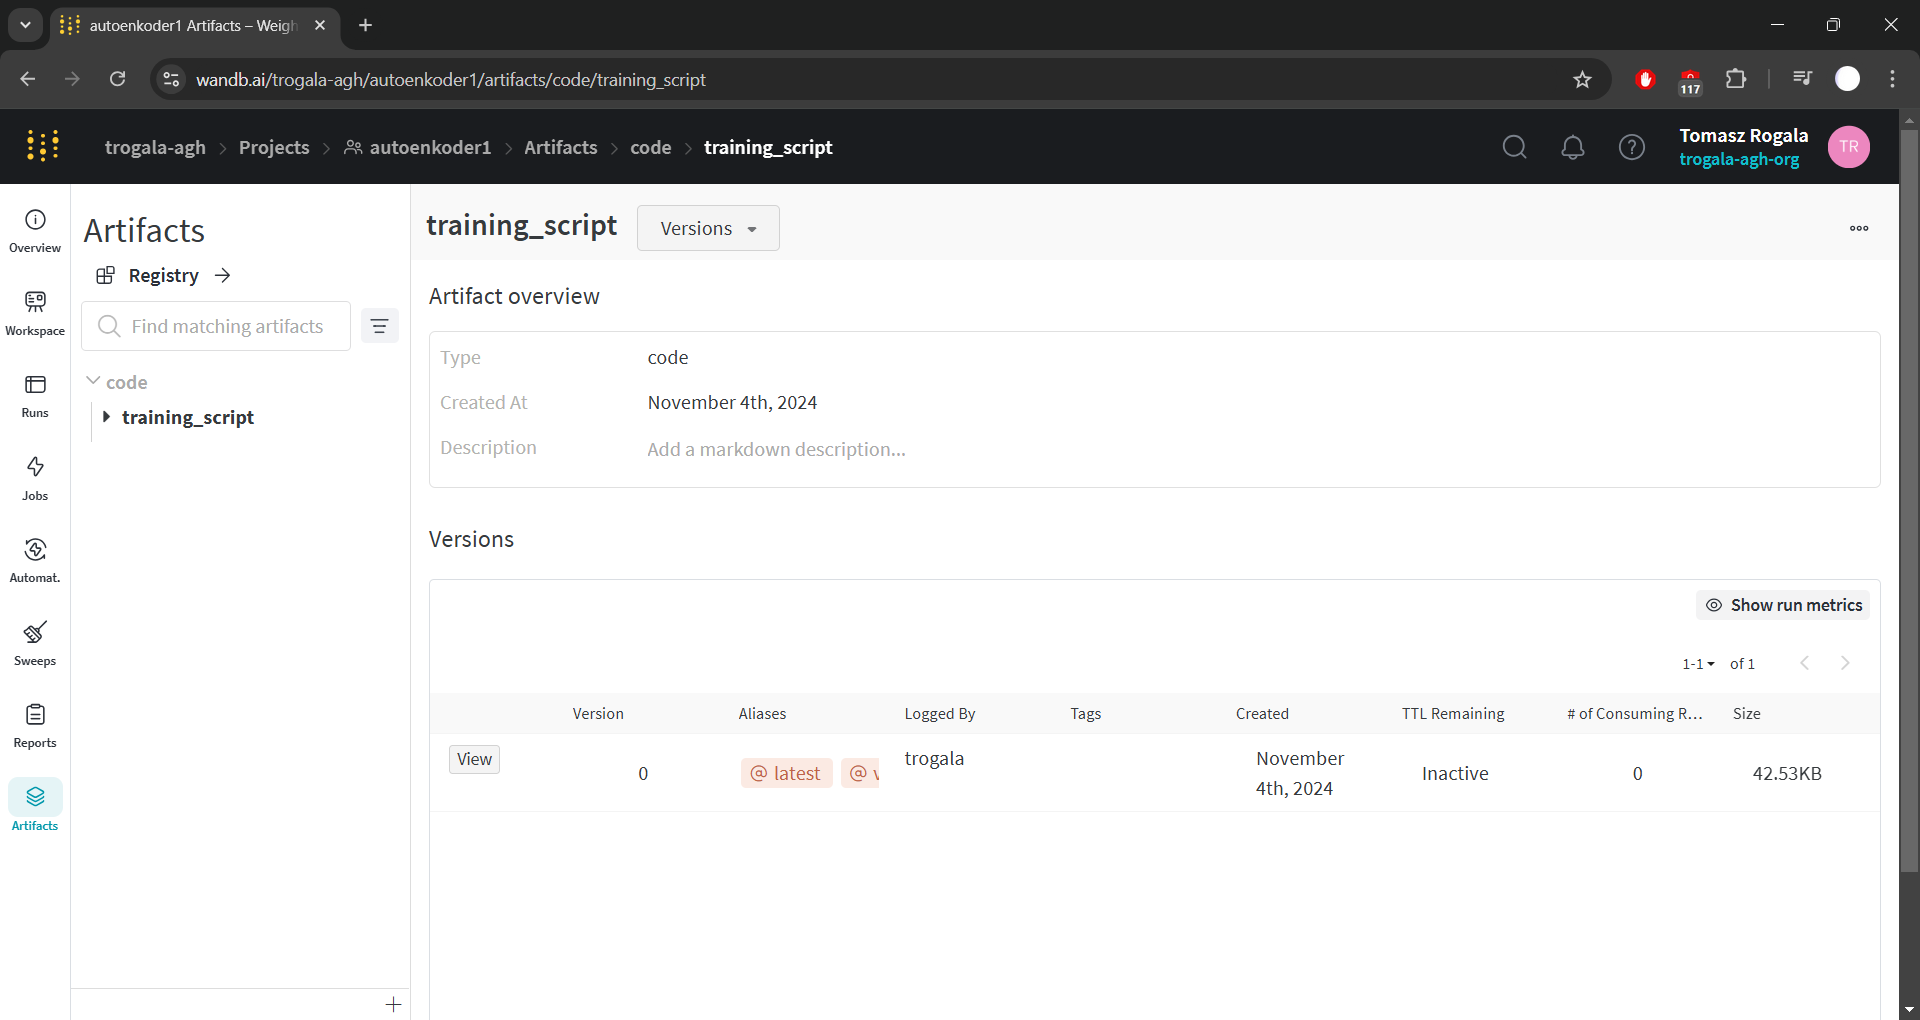 autoenkoder1 Artifacts – Weigh
wandb.ai/trogala-agh/autoenkoder1/artifacts/code/training_script
117
trogala-agh > Projects > autoenkoder1 > Artifacts > code > training_script
Tomasz Rogala
trogala-agh-org
TR
Overview
Workspace
Runs
Jobs
Automat.
Sweeps
Reports
Artifacts
Artifacts
Registry
Find matching artifacts
code
training_script
training_script
Versions
Artifact overview
Type code
Created At November 4th, 2024
Description Add a markdown description...
Versions
Show run metrics
1-1 of 1
Version Aliases Logged By Tags Created TTL Remaining # of Consuming R... Size
View 0 @ latest @ v trogala November 4th, 2024 Inactive 0 42.53KB